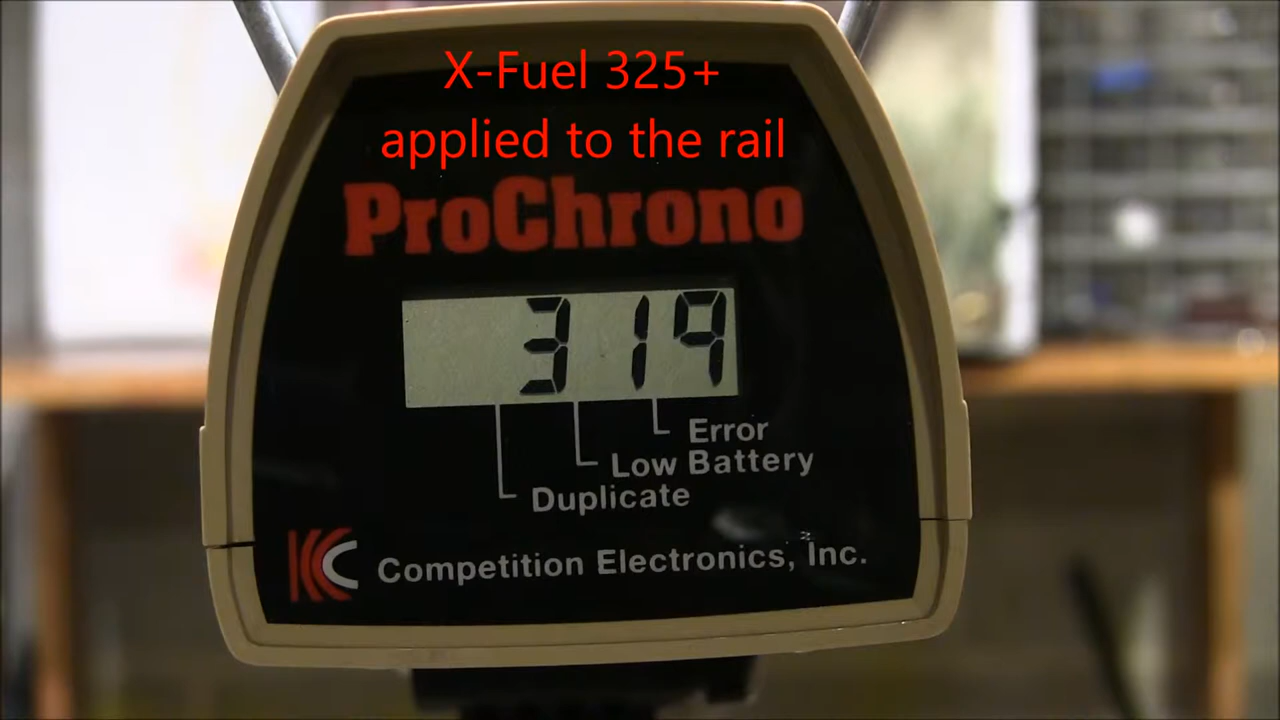 X-Fuel 325+
applied to the rail
ProChrono
319
Error
Low Battery
Duplicate
Competition Electronics, Inc.